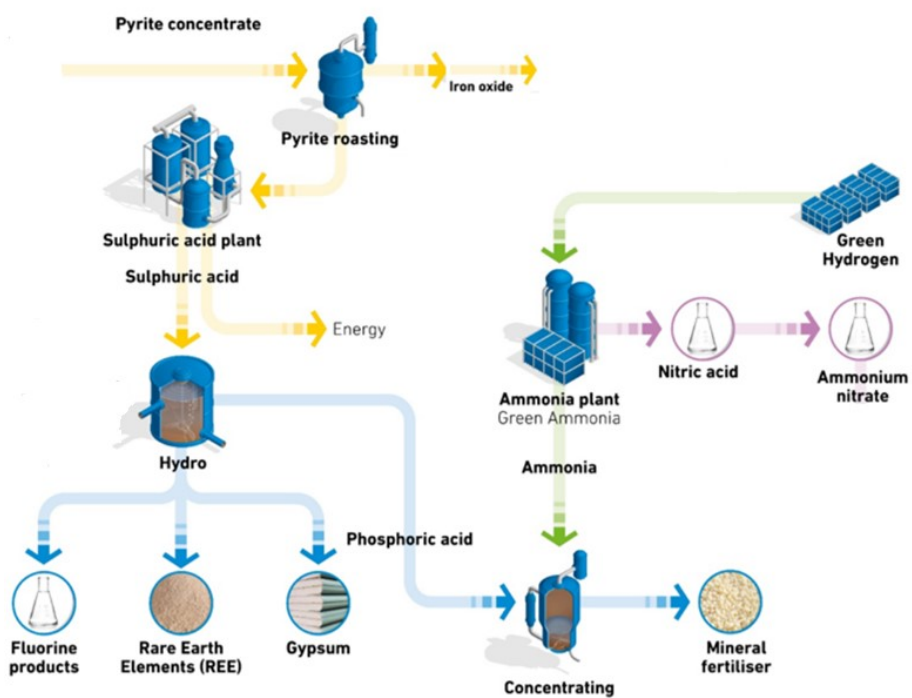 Pyrite concentrate
Iron oxide
Pyrite roasting
Sulphuric acid plant
Sulphuric acid
Energy
Green
Hydrogen
Nitric acid
Ammonium
nitrate
Ammonia plant
Green Ammonia
Hydro
Ammonia
Phosphoric acid
Fluorine
products
Rare Earth
Elements (REE)
Gypsum
Concentrating
Mineral
fertiliser